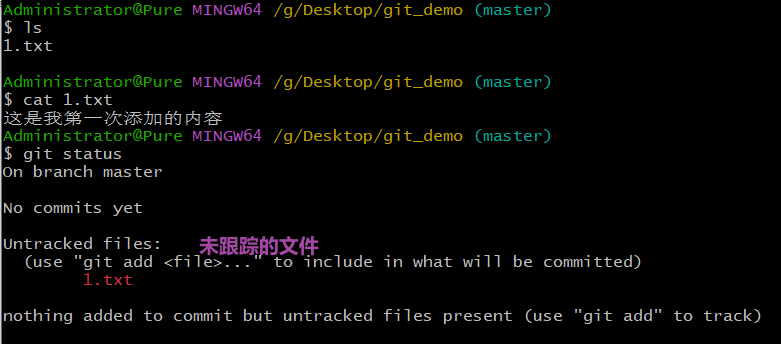 Administrator@Pure MINGW64 /g/Desktop/git_demo (master)
$ ls
1.txt
Administrator@Pure MINGW64 /g/Desktop/git_demo (master)
$ cat 1.txt
这是我第一次添加的内容
Administrator@Pure MINGW64 /g/Desktop/git_demo (master)
$ git status
On branch master
No commits yet
Untracked files: 未跟踪的文件
(use "git add <file>..." to include in what will be committed)
1.txt
nothing added to commit but untracked files present (use "git add" to track)